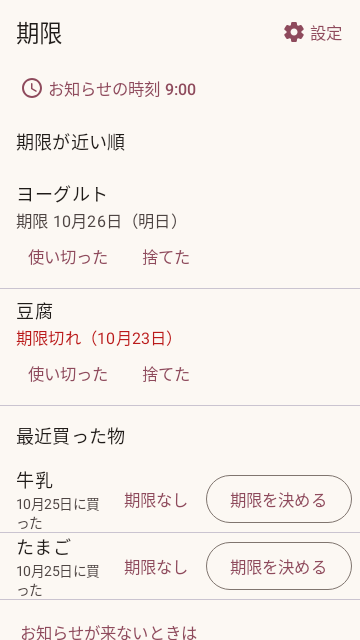 期限
設定
お知らせの時刻 9:00
期限が近い順
ヨーグルト
期限 10月26日（明日）
使い切った 捨てた
豆腐
期限切れ（10月23日）
使い切った 捨てた
最近買った物
牛乳
10月25日に買
った
期限なし 期限を決める
たまご
10月25日に買
った
期限なし 期限を決める
お知らせが来ないときは